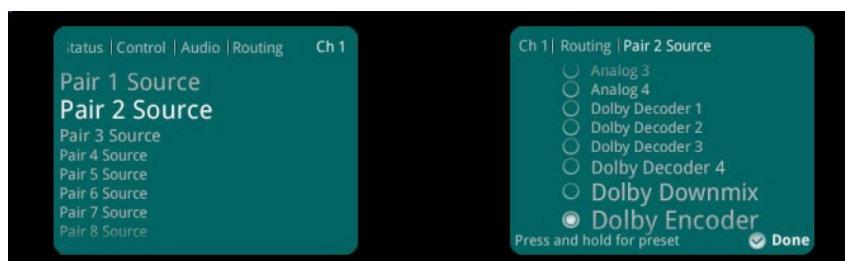 Status | Control | Audio | Routing Ch 1
Pair 1 Source
Pair 2 Source
Pair 3 Source
Pair 4 Source
Pair 5 Source
Pair 6 Source
Pair 7 Source
Pair 8 Source
Ch 1| Routing | Pair 2 Source
Analog 3
Analog 4
Dolby Decoder 1
Dolby Decoder 2
Dolby Decoder 3
Dolby Decoder 4
Dolby Downmix
Dolby Encoder
Press and hold for preset Done